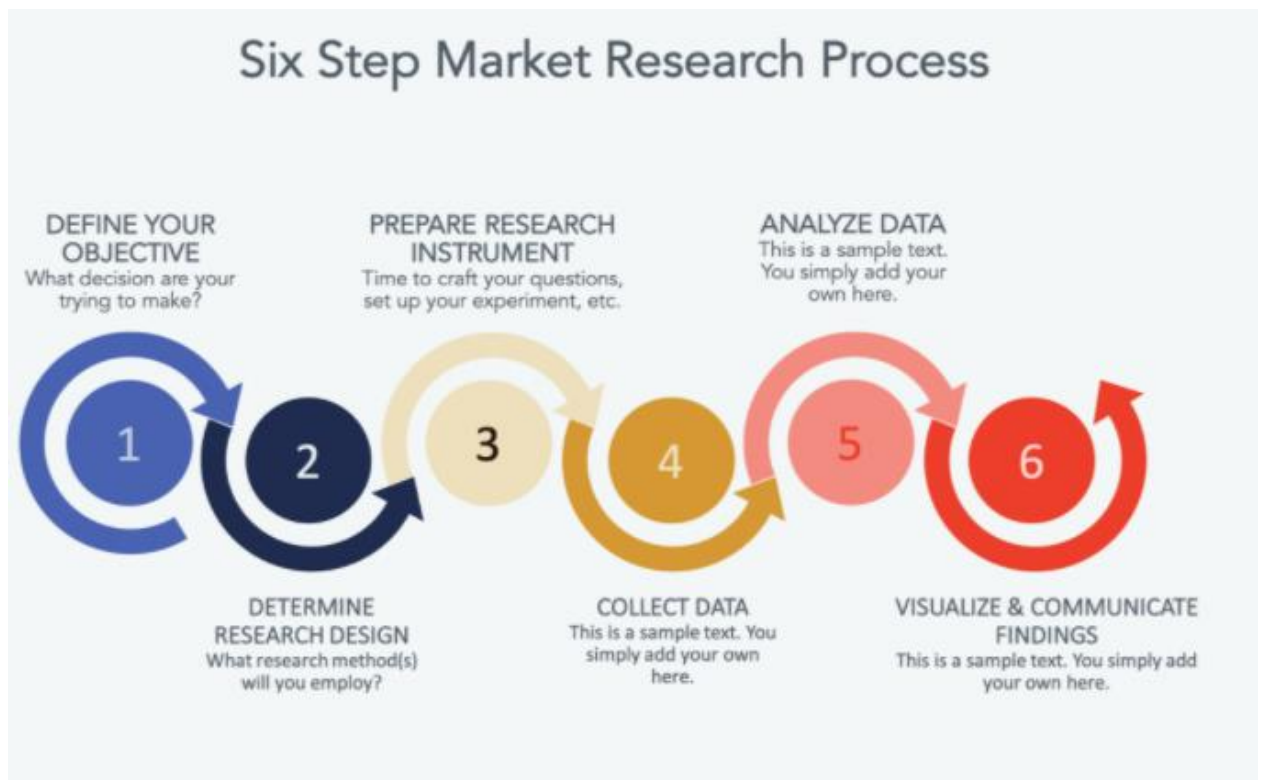 Six Step Market Research Process
DEFINE YOUR
OBJECTIVE
What decision are your
trying to make?
1
DETERMINE
RESEARCH DESIGN
What research method(s)
will you employ?
2
PREPARE RESEARCH
INSTRUMENT
Time to craft your questions,
set up your experiment, etc.
3
COLLECT DATA
This is a sample text. You
simply add your own
here.
4
ANALYZE DATA
This is a sample text.
You simply add your
own here.
5
VISUALIZE & COMMUNICATE
FINDINGS
This is a sample text. You simply add
your own here.
6